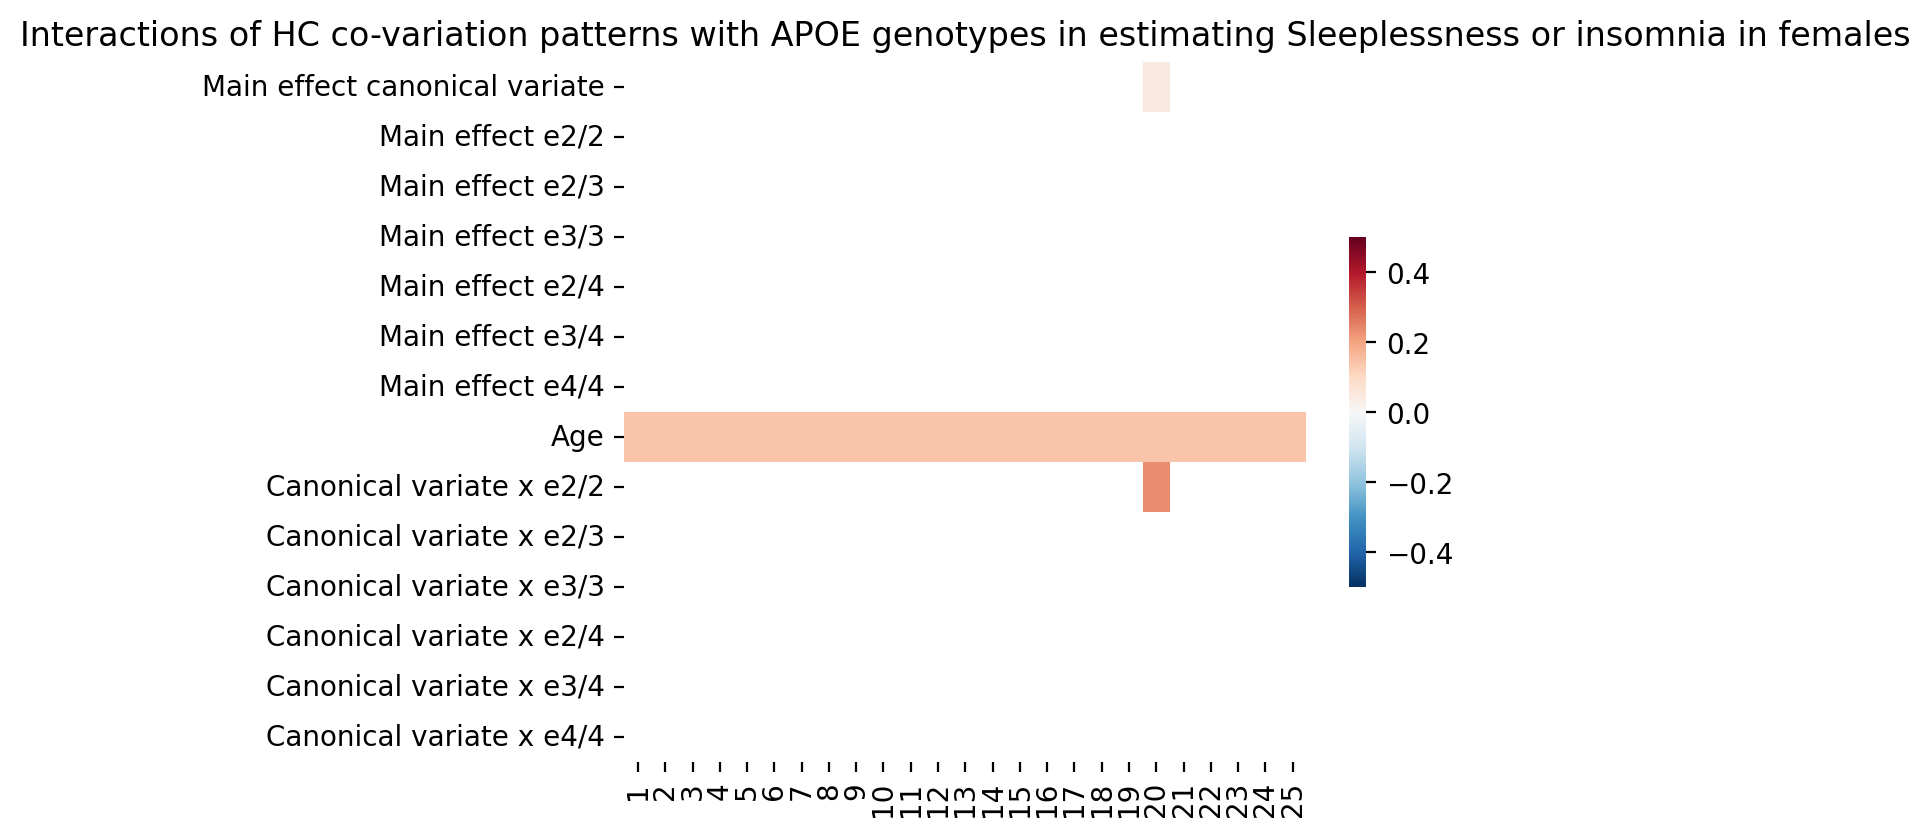 Interactions of HC co-variation patterns with APOE genotypes in estimating Sleeplessness or insomnia in females
Main effect canonical variate
Main effect e2/2
Main effect e2/3
Main effect e3/3
Main effect e2/4
Main effect e3/4
Main effect e4/4
Age
Canonical variate x e2/2
Canonical variate x e2/3
Canonical variate x e3/3
Canonical variate x e2/4
Canonical variate x e3/4
Canonical variate x e4/4
1 2 3 4 5 6 7 8 9 10 11 12 13 14 15 16 17 18 19 20 21 22 23 24 25
0.4
0.2
0.0
−0.2
−0.4